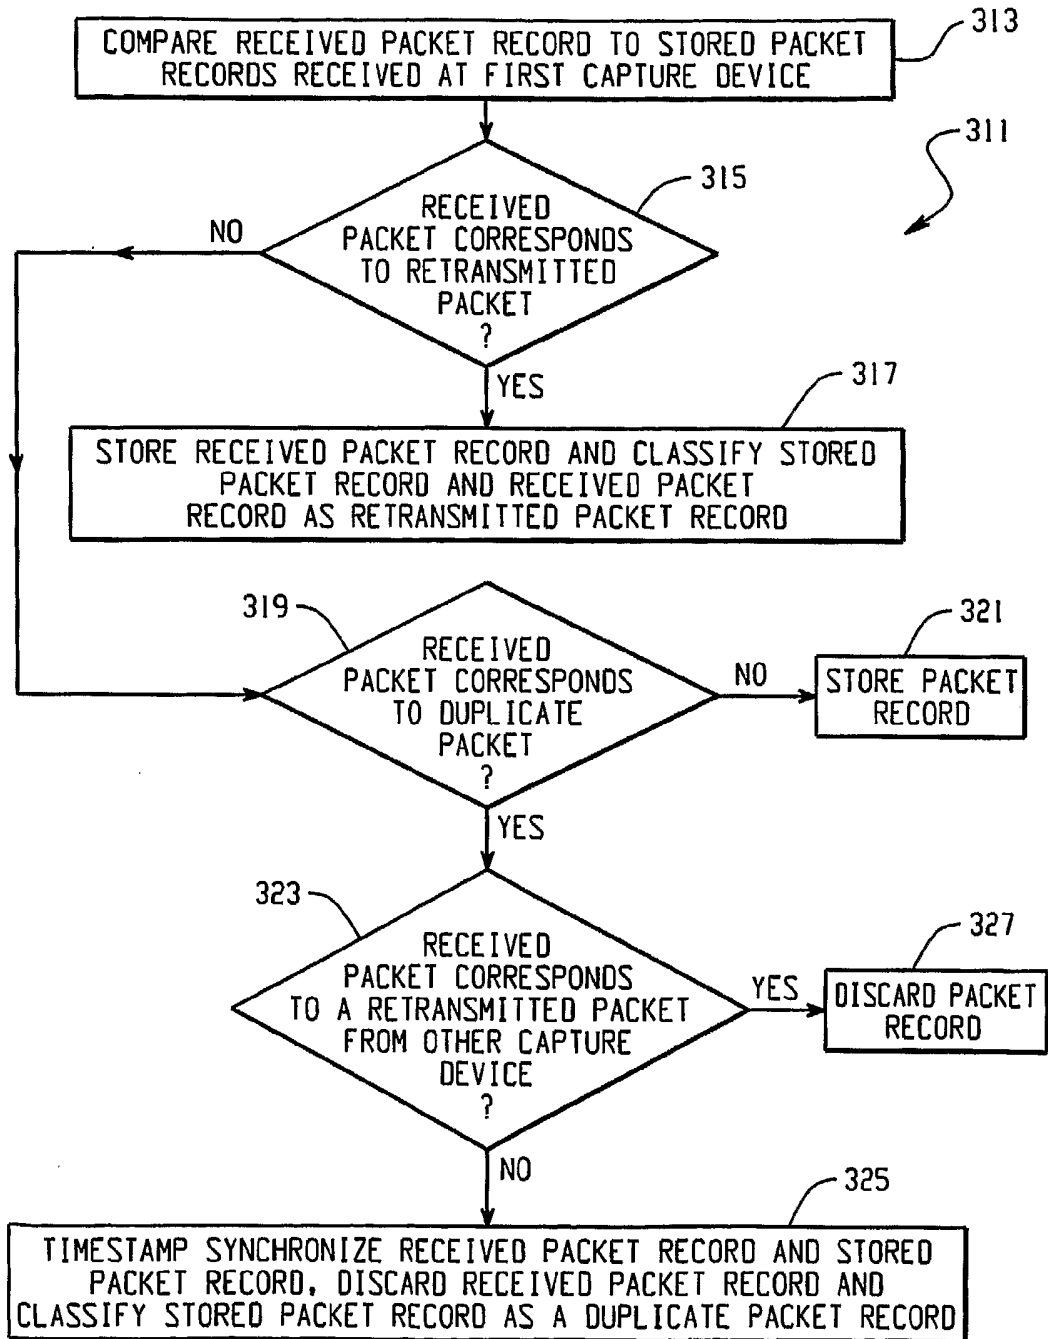 COMPARE RECEIVED PACKET RECORD TO STORED PACKET
RECORDS RECEIVED AT FIRST CAPTURE DEVICE
313
311
RECEIVED
PACKET CORRESPONDS
TO RETRANSMITTED
PACKET
?
315
NO
YES
317
STORE RECEIVED PACKET RECORD AND CLASSIFY STORED
PACKET RECORD AND RECEIVED PACKET
RECORD AS RETRANSMITTED PACKET RECORD
319
RECEIVED
PACKET CORRESPONDS
TO DUPLICATE
PACKET
?
NO
321
STORE PACKET
RECORD
YES
323
RECEIVED
PACKET CORRESPONDS
TO A RETRANSMITTED PACKET
FROM OTHER CAPTURE
DEVICE
?
YES
327
DISCARD PACKET
RECORD
NO
325
TIMESTAMP SYNCHRONIZE RECEIVED PACKET RECORD AND STORED
PACKET RECORD, DISCARD RECEIVED PACKET RECORD AND
CLASSIFY STORED PACKET RECORD AS A DUPLICATE PACKET RECORD